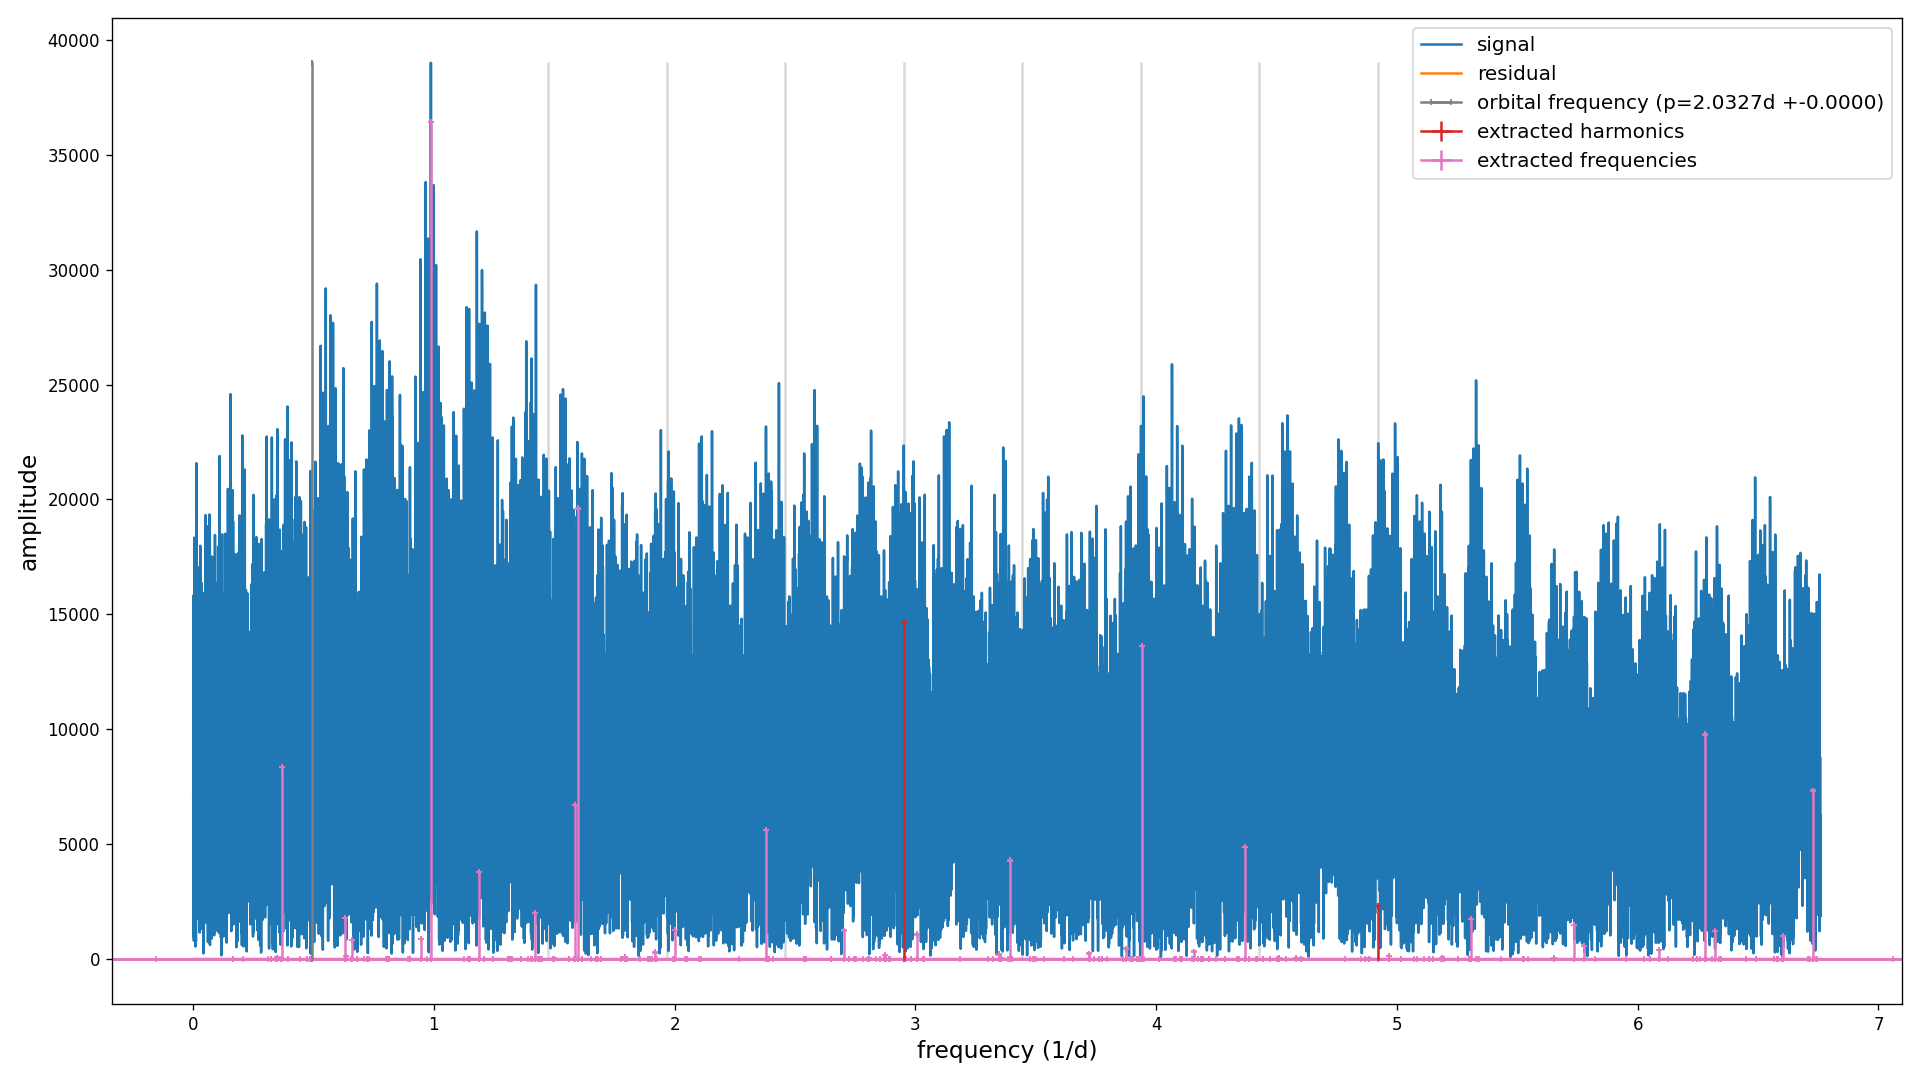 40000
35000
30000
25000
20000
15000
10000
5000
0
amplitude
signal
residual
orbital frequency (p=2.0327d +-0.0000)
extracted harmonics
extracted frequencies
0 1 2 3 4 5 6 7
frequency (1/d)